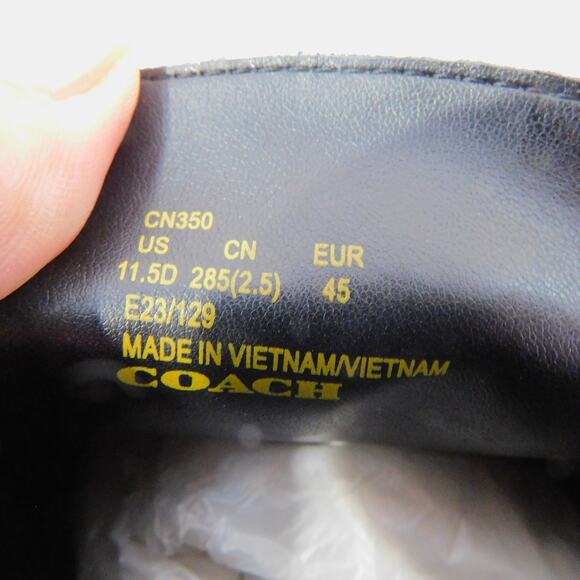 CN350
US CN EUR
11.5D 285(2.5) 45
E23/129
MADE IN VIETNAM/VIETNAM
COACH